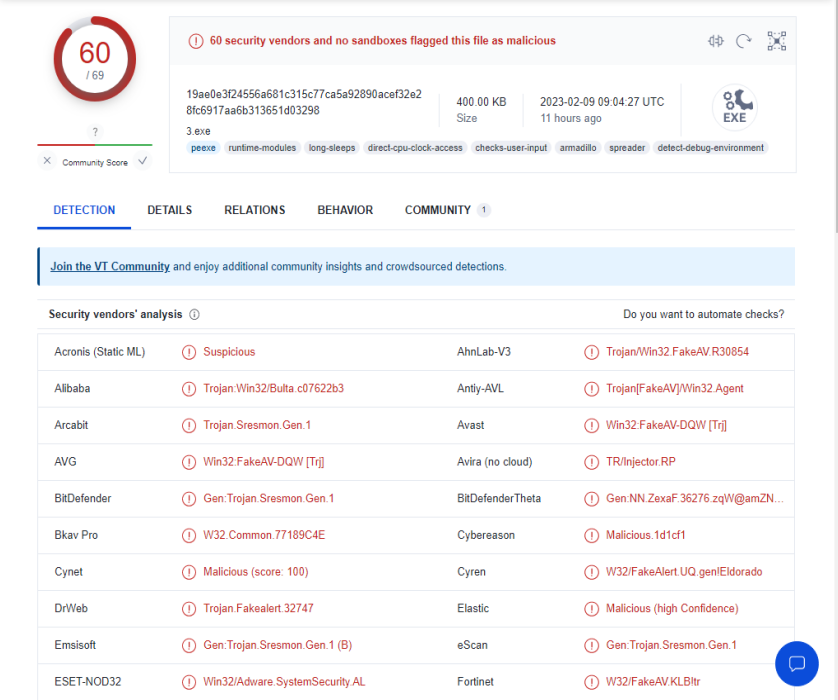 60
/ 69
?
Community Score
60 security vendors and no sandboxes flagged this file as malicious
19ae0e3f24556a681c315c77ca5a92890acef32e2
8fc6917aa6b313651d03298
3.exe
400.00 KB
Size
2023-02-09 09:04:27 UTC
11 hours ago
EXE
peexe runtime-modules long-sleeps direct-cpu-clock-access checks-user-input armadillo spreader detect-debug-environment
DETECTION DETAILS RELATIONS BEHAVIOR COMMUNITY 1
Join the VT Community and enjoy additional community insights and crowdsourced detections.
Security vendors' analysis Do you want to automate checks?
Acronis (Static ML) Suspicious AhnLab-V3 Trojan/Win32.FakeAV.R30854
Alibaba Trojan:Win32/Bulta.c07622b3 Antiy-AVL Trojan[FakeAV]/Win32.Agent
Arcabit Trojan.Sresmon.Gen.1 Avast Win32:FakeAV-DQW [Trj]
AVG Win32:FakeAV-DQW [Trj] Avira (no cloud) TR/Injector.RP
BitDefender Gen:Trojan.Sresmon.Gen.1 BitDefenderTheta Gen:NN.ZexaF.36276.zqW@amZN...
Bkav Pro W32.Common.77189C4E Cybereason Malicious.1d1cf1
Cynet Malicious (score: 100) Cyren W32/FakeAlert.UQ.gen!Eldorado
DrWeb Trojan.Fakealert.32747 Elastic Malicious (high Confidence)
Emsisoft Gen:Trojan.Sresmon.Gen.1 (B) eScan Gen:Trojan.Sresmon.Gen.1
ESET-NOD32 Win32/Adware.SystemSecurity.AL Fortinet W32/FakeAV.KLB!tr